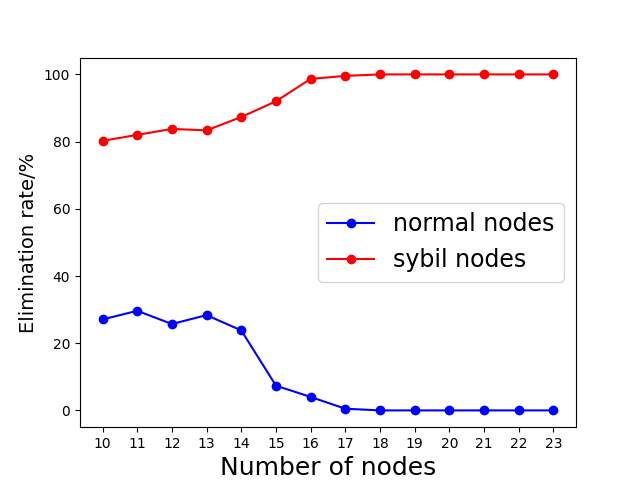 100
80
60
40
20
0
Elimination rate/%
normal nodes
sybil nodes
10 11 12 13 14 15 16 17 18 19 20 21 22 23
Number of nodes